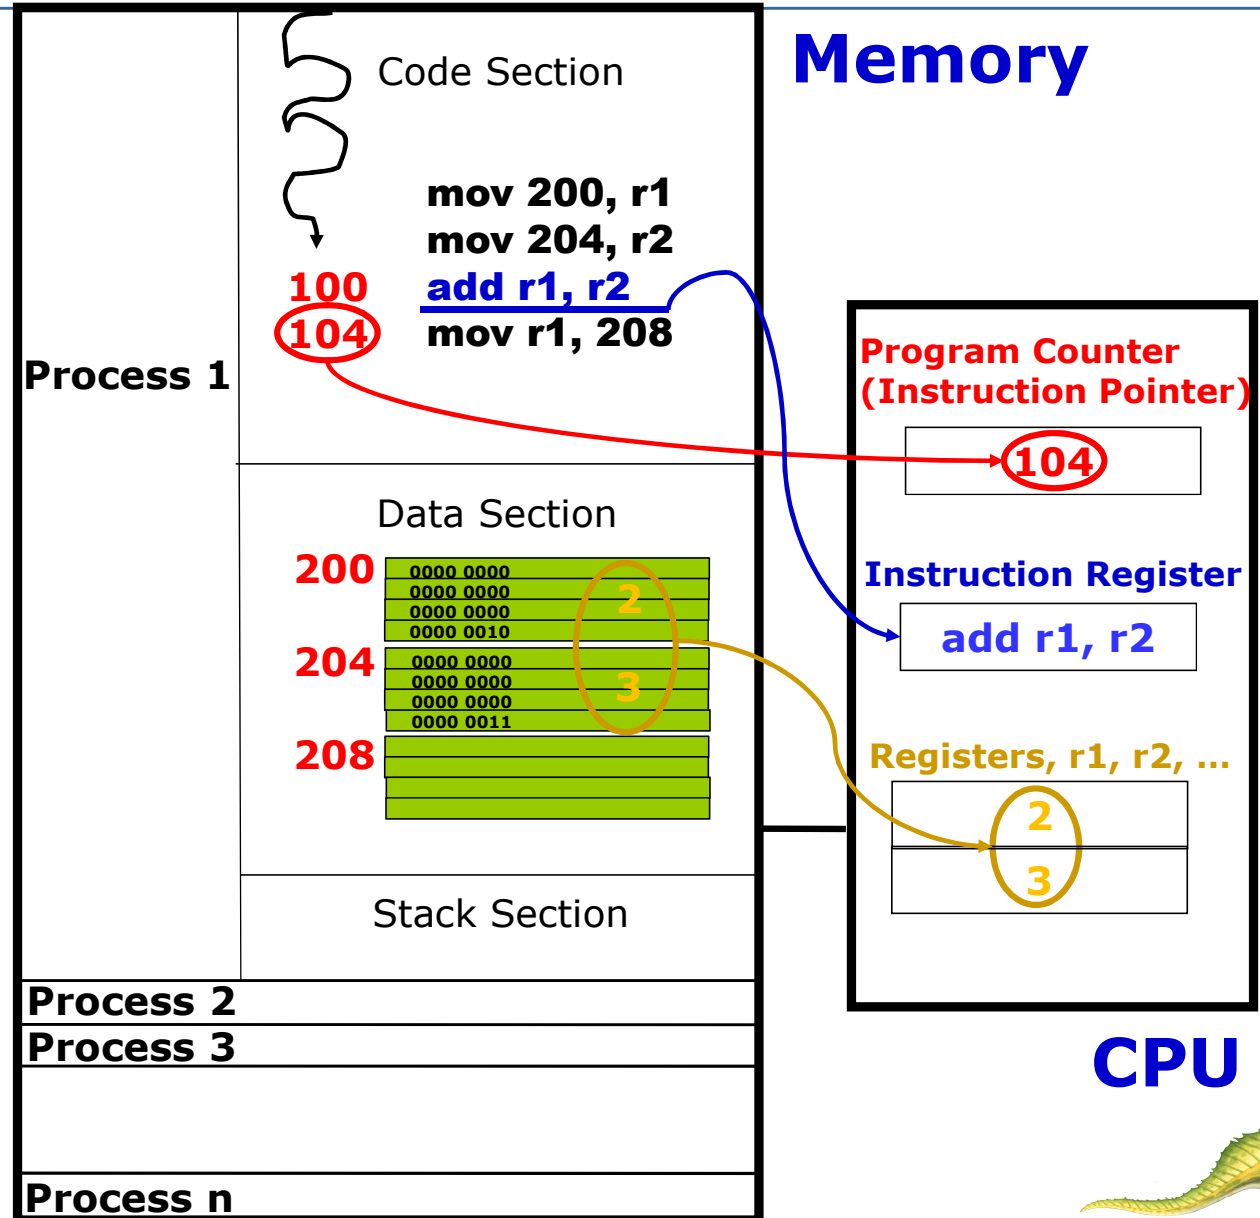 Memory
Code Section
mov 200, r1
mov 204, r2
100 add r1, r2
104 mov r1, 208
Process 1
Data Section
200
0000 0000
0000 0000
0000 0000
0000 0010
2
204
0000 0000
0000 0000
0000 0000
0000 0011
3
208
Stack Section
Process 2
Process 3
Process n
Program Counter
(Instruction Pointer)
104
Instruction Register
add r1, r2
Registers, r1, r2, ...
2
3
CPU